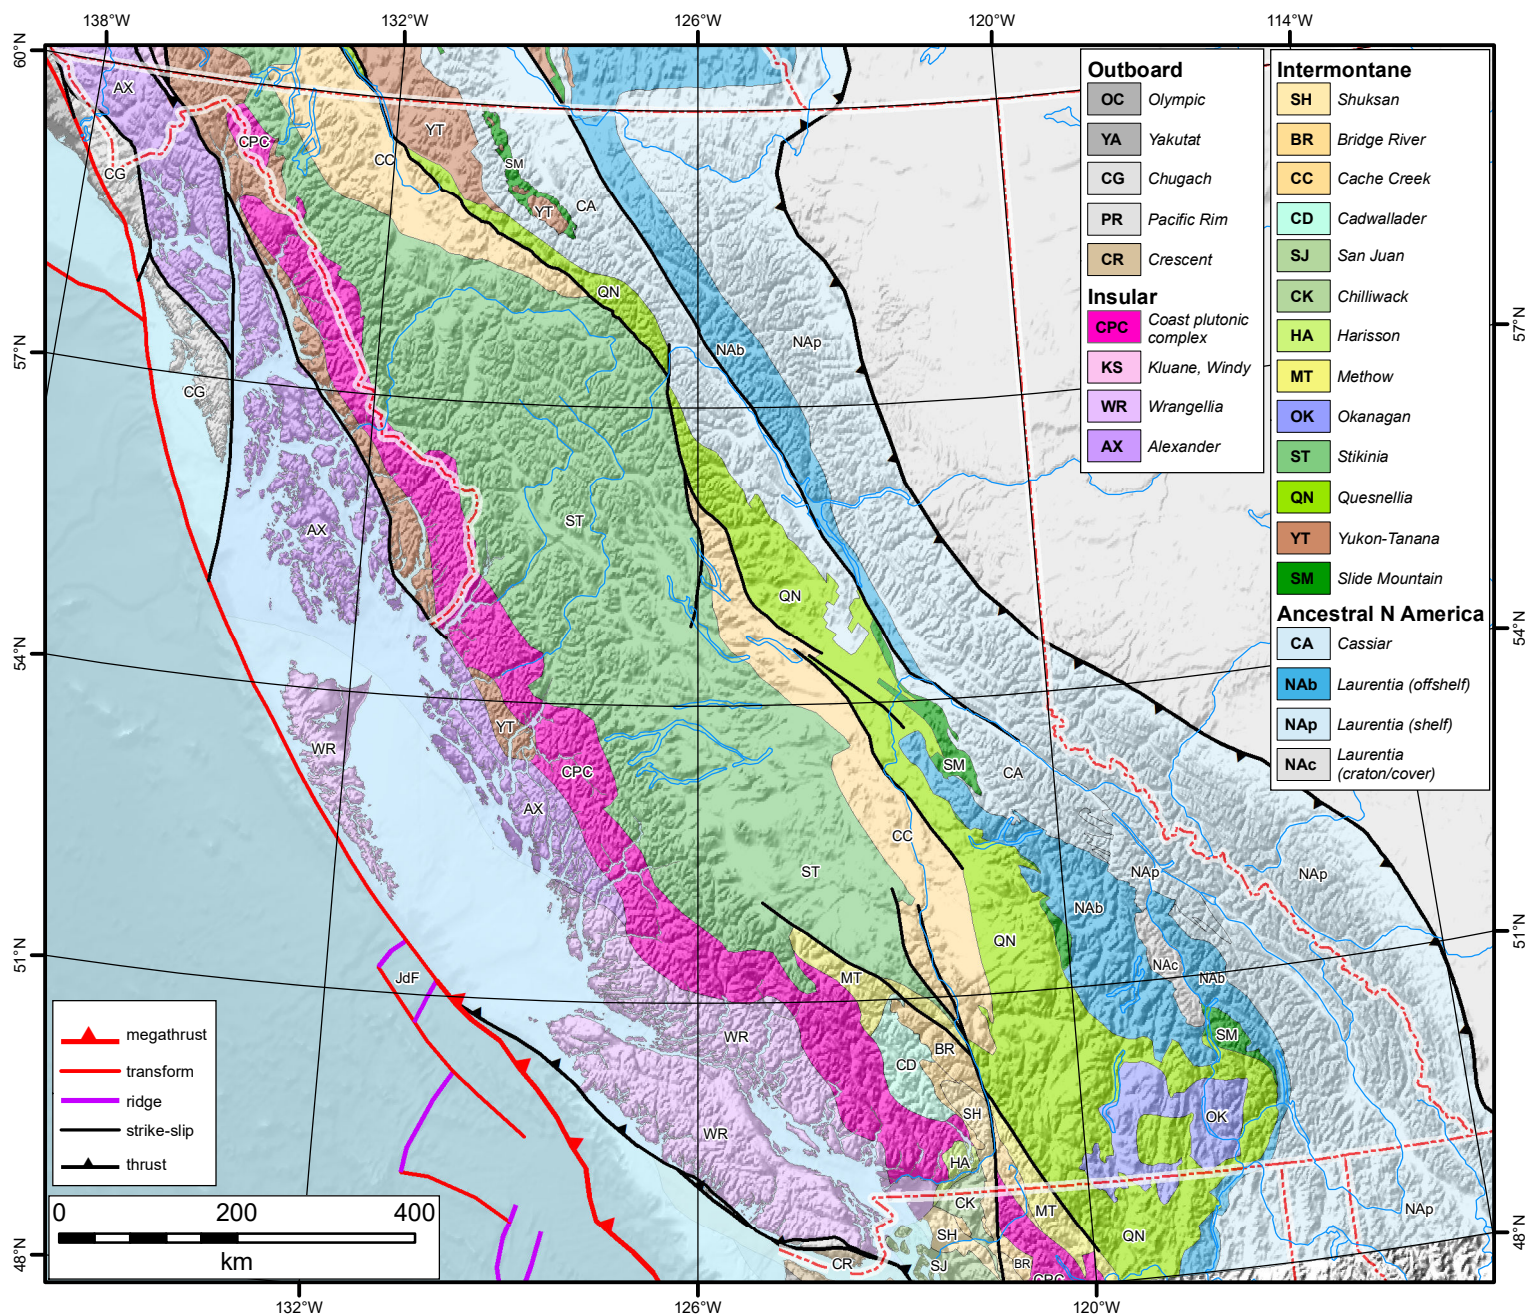 138°W
132°W
126°W
120°W
114°W
60°N
57°N
54°N
51°N
48°N
57°N
54°N
51°N
48°N
132°W
126°W
120°W
Outboard
OC Olympic
YA Yakutat
CG Chugach
PR Pacific Rim
CR Crescent
Insular
CPC Coast plutonic
complex
KS Kluane, Windy
WR Wrangellia
AX Alexander
Intermontane
SH Shuksan
BR Bridge River
CC Cache Creek
CD Cadwallader
SJ San Juan
CK Chilliwack
HA Harisson
MT Methow
OK Okanagan
ST Stikinia
QN Quesnellia
YT Yukon-Tanana
SM Slide Mountain
Ancestral N America
CA Cassiar
NAb Laurentia (offshelf)
NAp Laurentia (shelf)
NAc Laurentia
(craton/cover)
AX
CPC
CG
CC
YT
SM
YT
CA
QN
NAb
NAp
CG
AX
ST
QN
WR
YT
CPC
AX
SM
CA
CC
ST
NAp
NAp
NAb
QN
NAc
NAb
JdF
MT
WR
SM
BR
CD
SH
OK
WR
HA
CK
MT
NAp
SH
QN
SJ
BR
CR
CPC
megathrust
transform
ridge
strike-slip
thrust
0 200 400
km